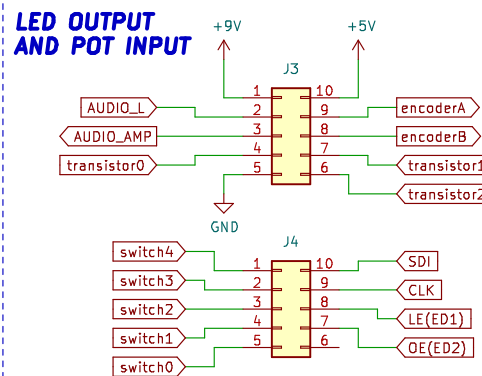 LED OUTPUT
AND POT INPUT
+9V
+5V
J3
1 10
AUDIO_L 2 9 encoderA
AUDIO_AMP 3 8 encoderB
transistor0 4 7 transistor1
5 6 transistor2
GND
J4
switch4 1 10 SDI
switch3 2 9 CLK
switch2 3 8 LE(ED1)
switch1 4 7 OE(ED2)
switch0 5 6